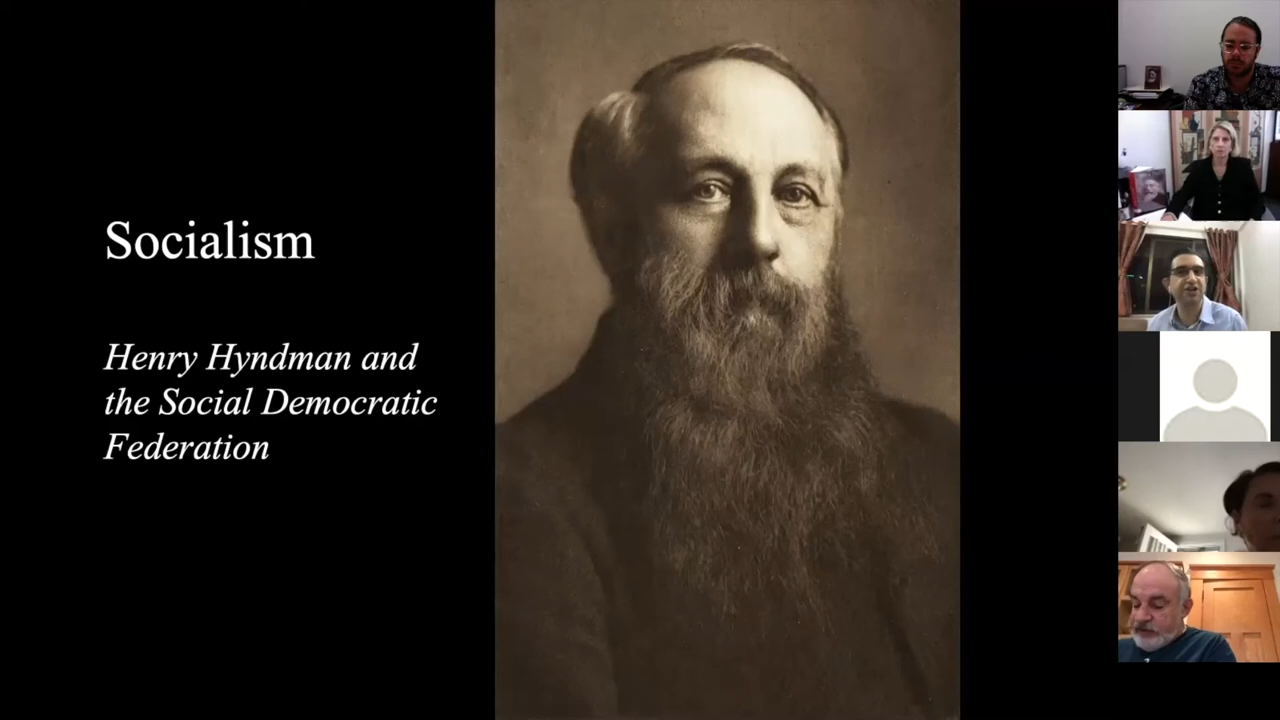 Socialism
Henry Hyndman and
the Social Democratic
Federation